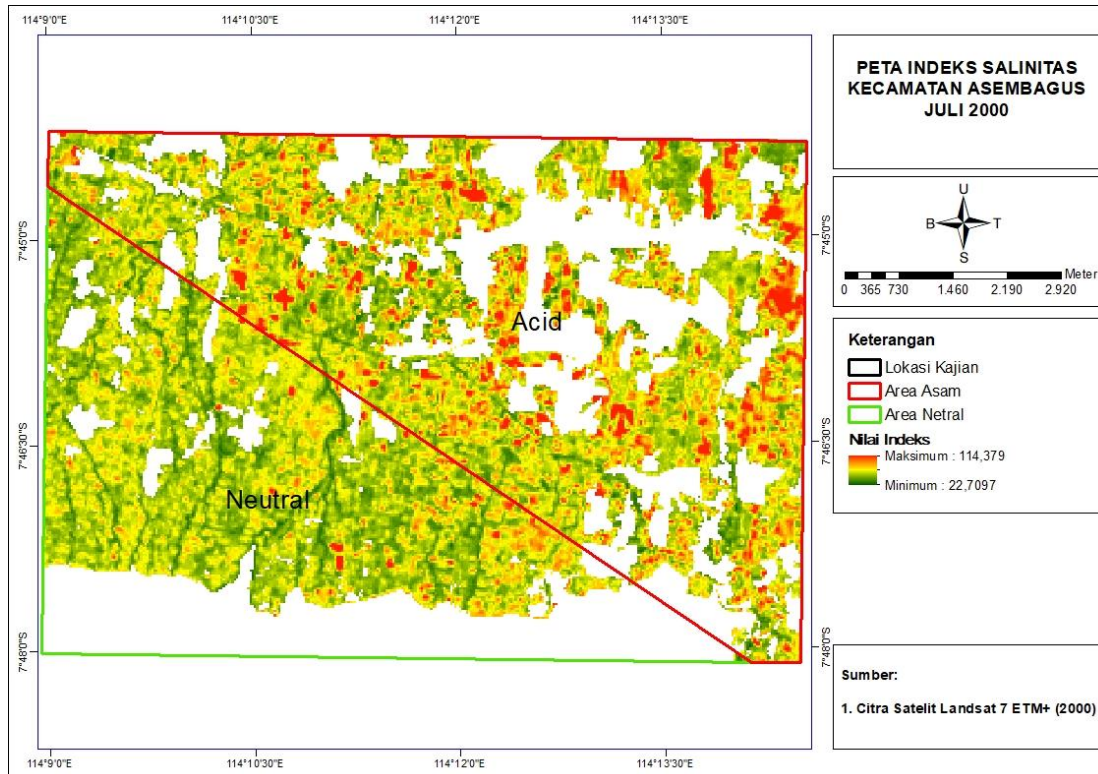 114°9'0"E 114°10'30"E 114°12'0"E 114°13'30"E
7°45'0"S
7°46'30"S
7°48'0"S
Acid
Neutral
7°45'0"S
7°46'30"S
7°48'0"S
114°9'0"E 114°10'30"E 114°12'0"E 114°13'30"E
PETA INDEKS SALINITAS
KECAMATAN ASEMBAGUS
JULI 2000
U
B T
S
Meter
0 365 730 1.460 2.190 2.920
Keterangan
Lokasi Kajian
Area Asam
Area Netral
Nilai Indeks
Maksimum : 114,379
Minimum : 22,7097
Sumber:
1. Citra Satelit Landsat 7 ETM+ (2000)